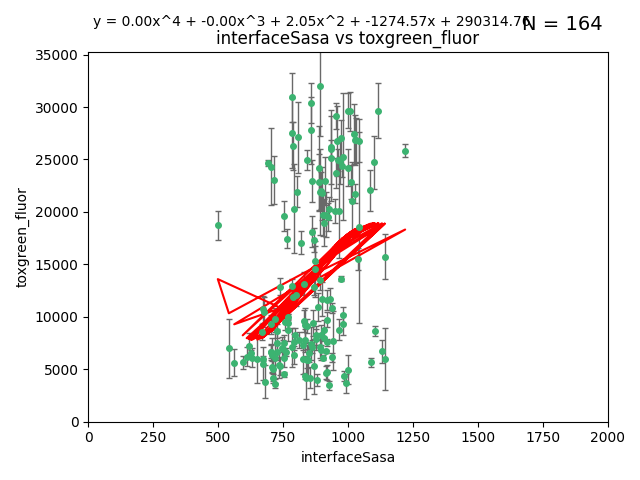 y = 0.00x^4 + -0.00x^3 + 2.05x^2 + -1274.57x + 290314.76
N = 164
interfaceSasa vs toxgreen_fluor
35000
30000
25000
20000
15000
10000
5000
0
toxgreen_fluor
0 250 500 750 1000 1250 1500 1750 2000
interfaceSasa